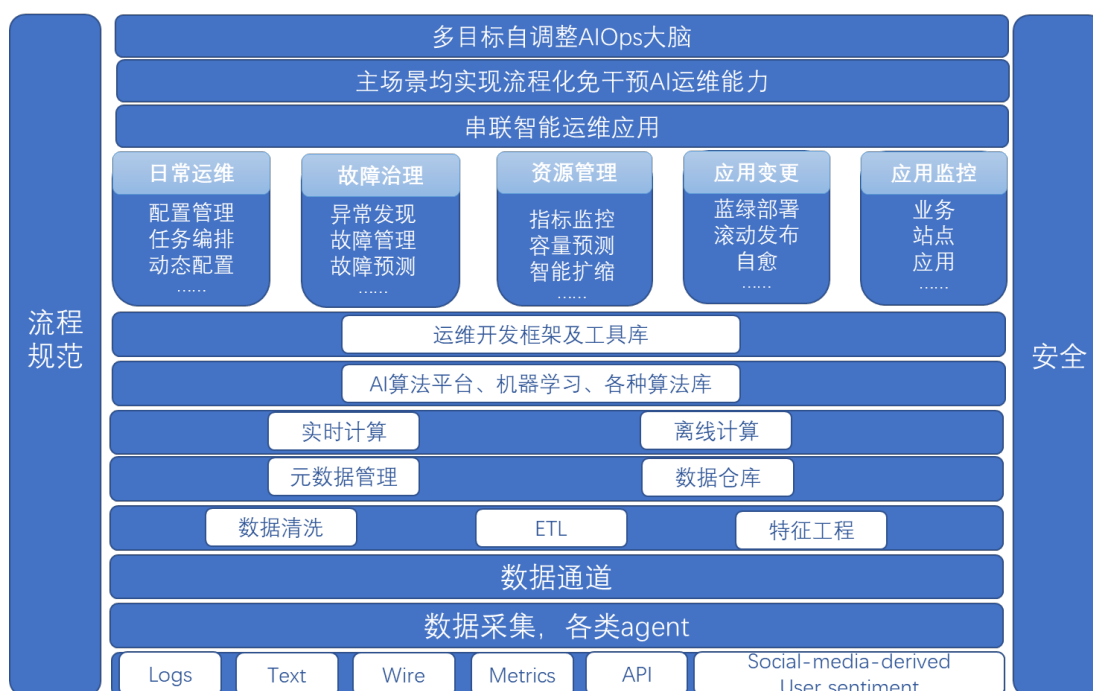 多目标自调整AIOps大脑
主场景均实现流程化免干预AI运维能力
串联智能运维应用
日常运维
配置管理
任务编排
动态配置
……
故障治理
异常发现
故障管理
故障预测
……
资源管理
指标监控
容量预测
智能扩缩
……
应用变更
蓝绿部署
滚动发布
自愈
……
应用监控
业务
站点
应用
……
流程
规范
安全
运维开发框架及工具库
AI算法平台、机器学习、各种算法库
实时计算
离线计算
元数据管理
数据仓库
数据清洗
ETL
特征工程
数据通道
数据采集，各类agent
Logs
Text
Wire
Metrics
API
Social-media-derived
User sentiment